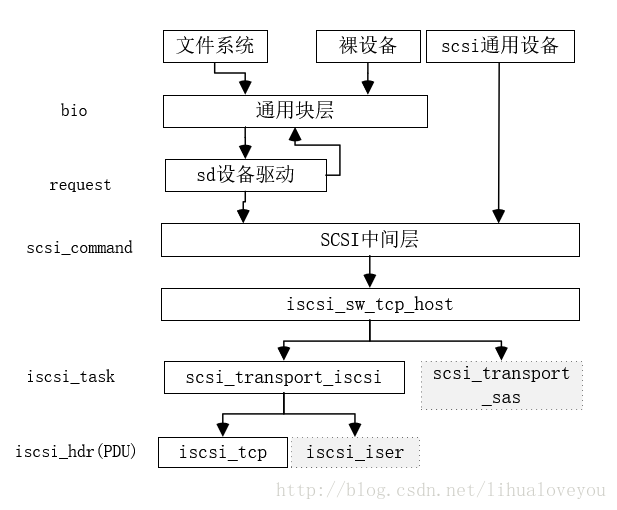 文件系统
裸设备
scsi通用设备
bio
通用块层
request
sd设备驱动
scsi_command
SCSI中间层
iscsi_sw_tcp_host
iscsi_task
scsi_transport_iscsi
scsi_transport
_sas
iscsi_hdr(PDU)
iscsi_tcp
iscsi_iser
http://blog.csdn.net/lihualoveyou